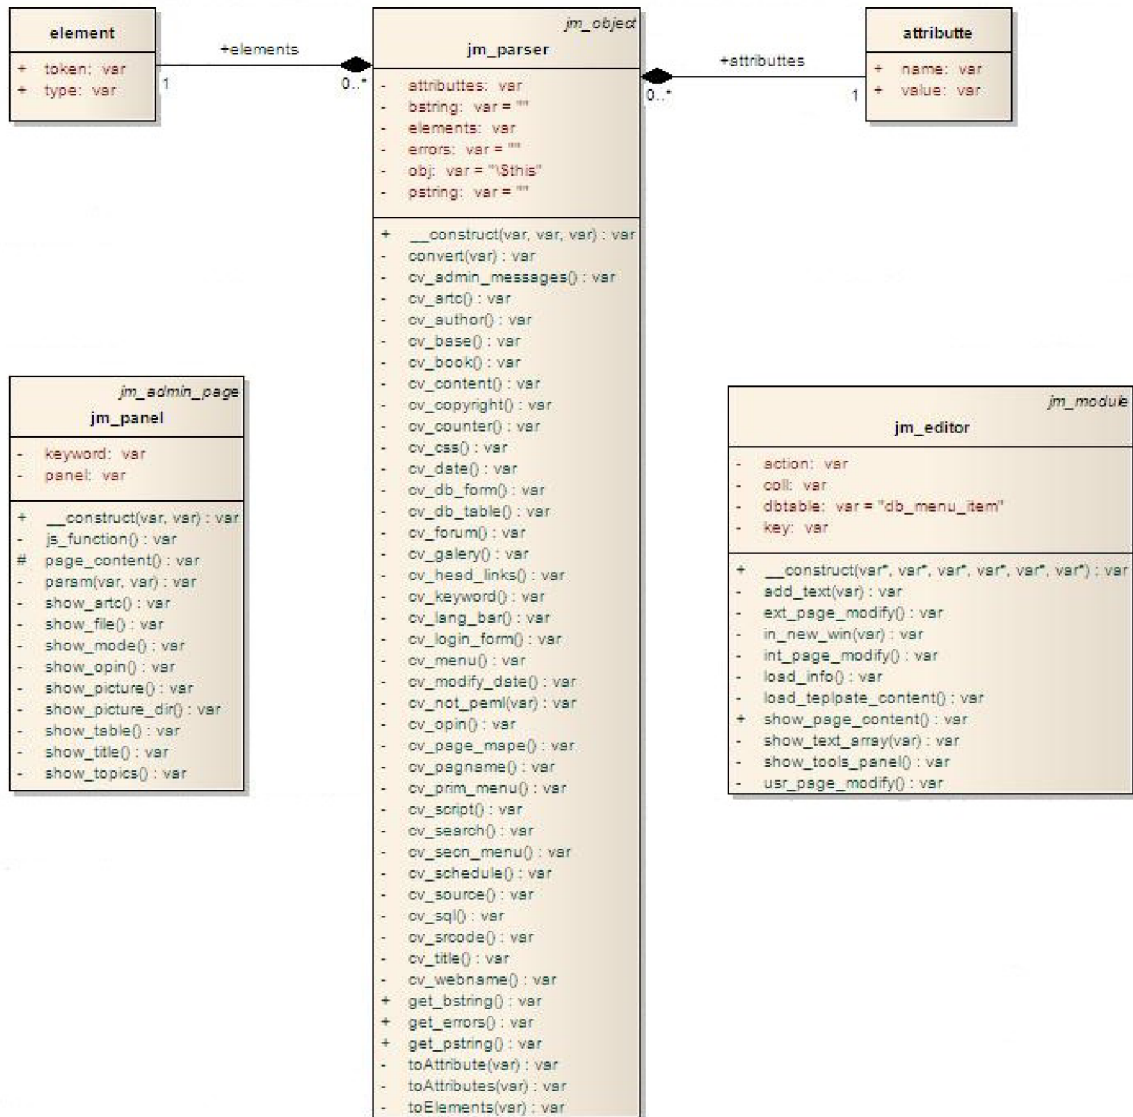 element
+ token: var
+ type: var
+elements
1
0..*
jm_object
jm_parser
- attributtes: var
- bstring: var = ""
- elements: var
- errors: var = ""
- obj: var = "\$this"
- pstring: var = ""
+ __construct(var, var, var) : var
- convert(var) : var
- cv_admin_messages() : var
- cv_artc() : var
- cv_author() : var
- cv_base() : var
- cv_book() : var
- cv_content() : var
- cv_copyright() : var
- cv_counter() : var
- cv_css() : var
- cv_date() : var
- cv_db_form() : var
- cv_db_table() : var
- cv_forum() : var
- cv_galery() : var
- cv_head_links() : var
- cv_keyword() : var
- cv_lang_bar() : var
- cv_login_form() : var
- cv_menu() : var
- cv_modify_date() : var
- cv_not_peml(var) : var
- cv_opin() : var
- cv_page_mape() : var
- cv_pagname() : var
- cv_prim_menu() : var
- cv_script() : var
- cv_search() : var
- cv_secn_menu() : var
- cv_schedule() : var
- cv_source() : var
- cv_sql() : var
- cv_srcode() : var
- cv_title() : var
- cv_webname() : var
+ get_bstring() : var
+ get_errors() : var
+ get_pstring() : var
- toAttribute(var) : var
- toAttributes(var) : var
- toElements(var) : var
+attributtes
0..*
1
attributte
+ name: var
+ value: var
jm_admin_page
jm_panel
- keyword: var
- panel: var
+ __construct(var, var) : var
- js_function() : var
# page_content() : var
- param(var, var) : var
- show_artc() : var
- show_file() : var
- show_mode() : var
- show_opin() : var
- show_picture() : var
- show_picture_dir() : var
- show_table() : var
- show_title() : var
- show_topics() : var
jm_module
jm_editor
- action: var
- coll: var
- dbtable: var = "db_menu_item"
- key: var
+ __construct(var*, var*, var*, var*, var*, var*) : var
- add_text(var) : var
- ext_page_modify() : var
- in_new_win(var) : var
- int_page_modify() : var
- load_info() : var
- load_teplpate_content() : var
+ show_page_content() : var
- show_text_array(var) : var
- show_tools_panel() : var
- usr_page_modify() : var